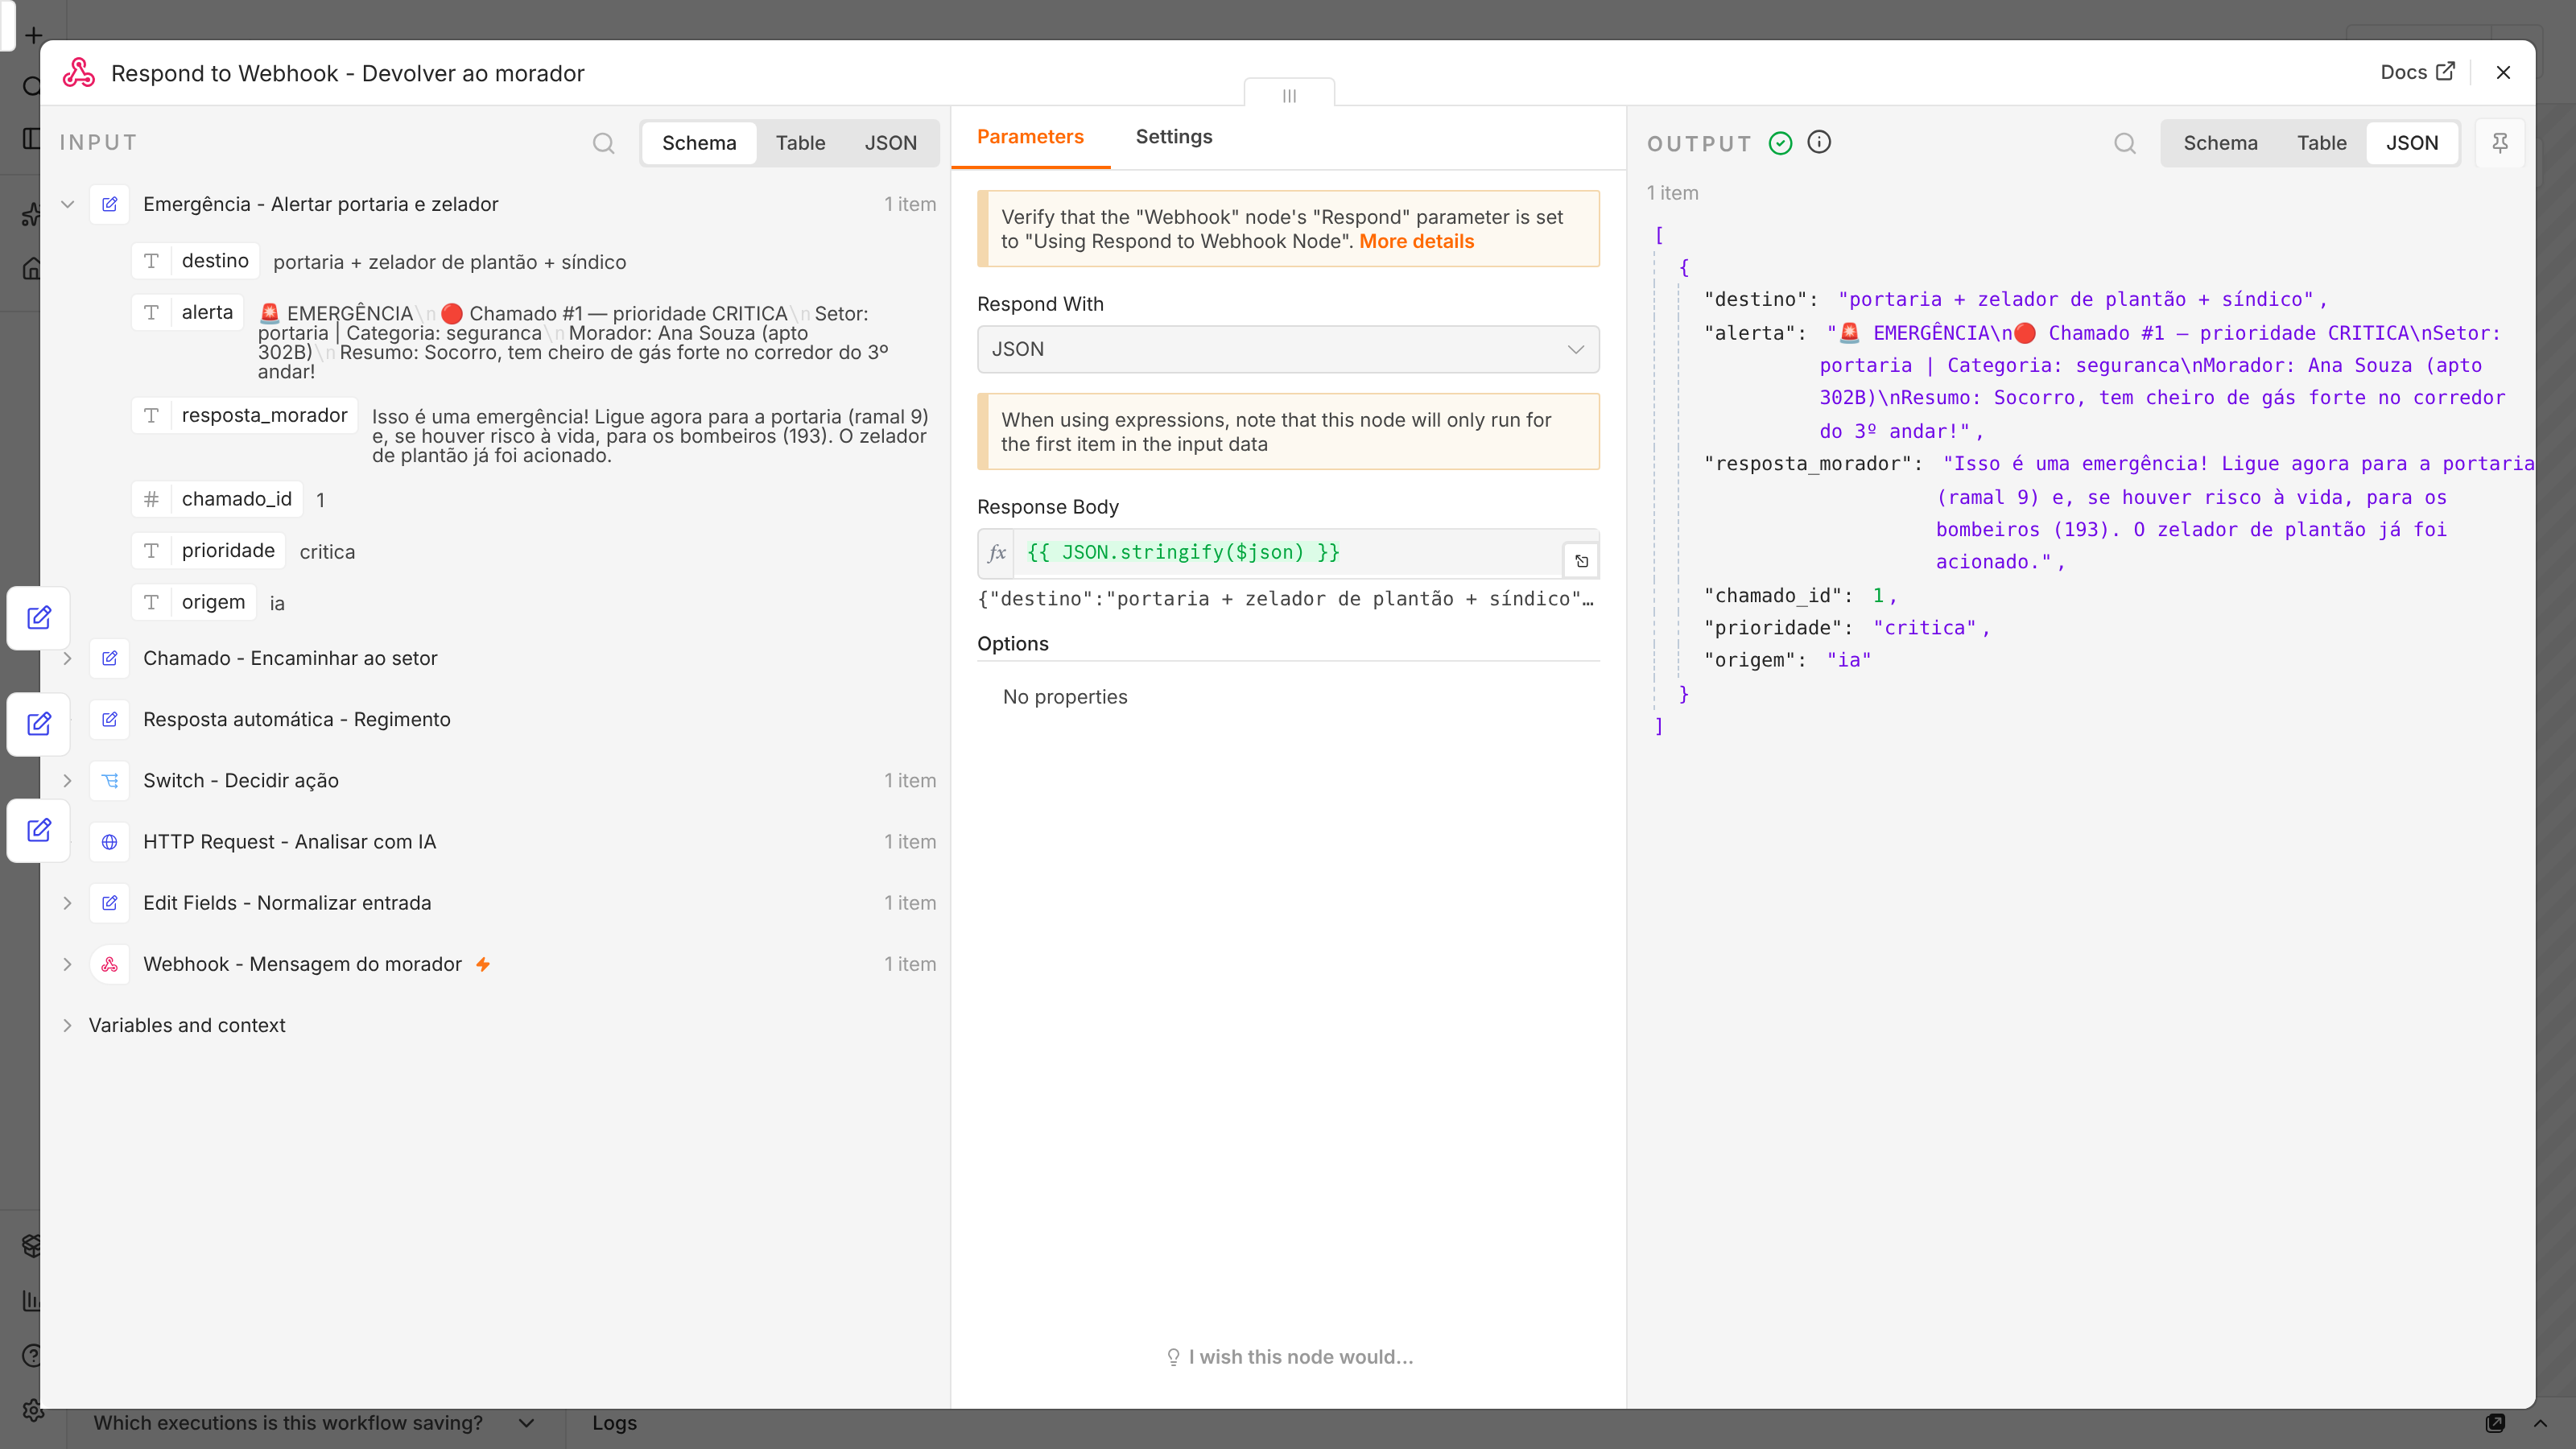 Respond to Webhook - Devolver ao morador
Docs
INPUT
Schema
Table
JSON
Emergência - Alertar portaria e zelador
1 item
destino
portaria + zelador de plantão + síndico
alerta
🚨 EMERGÊNCIA\n🔴 Chamado #1 — prioridade CRITICA\nSetor:
portaria | Categoria: seguranca\nMorador: Ana Souza (apto
302B)\nResumo: Socorro, tem cheiro de gás forte no corredor do 3º
andar!
resposta_morador
Isso é uma emergência! Ligue agora para a portaria (ramal 9)
e, se houver risco à vida, para os bombeiros (193). O zelador
de plantão já foi acionado.
chamado_id
1
prioridade
critica
origem
ia
Chamado - Encaminhar ao setor
Resposta automática - Regimento
Switch - Decidir ação
1 item
HTTP Request - Analisar com IA
1 item
Edit Fields - Normalizar entrada
1 item
Webhook - Mensagem do morador
1 item
Variables and context
Parameters
Settings
Verify that the "Webhook" node's "Respond" parameter is set
to "Using Respond to Webhook Node". More details
Respond With
JSON
When using expressions, note that this node will only run for
the first item in the input data
Response Body
fx
{{ JSON.stringify($json) }}
{"destino":"portaria + zelador de plantão + síndico"…
Options
No properties
I wish this node would...
OUTPUT
Schema
Table
JSON
1 item
[
{
"destino": "portaria + zelador de plantão + síndico",
"alerta": "🚨 EMERGÊNCIA\n🔴 Chamado #1 — prioridade CRITICA\nSetor:
portaria | Categoria: seguranca\nMorador: Ana Souza (apto
302B)\nResumo: Socorro, tem cheiro de gás forte no corredor
do 3º andar!",
"resposta_morador": "Isso é uma emergência! Ligue agora para a portaria
(ramal 9) e, se houver risco à vida, para os
bombeiros (193). O zelador de plantão já foi
acionado.",
"chamado_id": 1,
"prioridade": "critica",
"origem": "ia"
}
]
Which executions is this workflow saving?
Logs